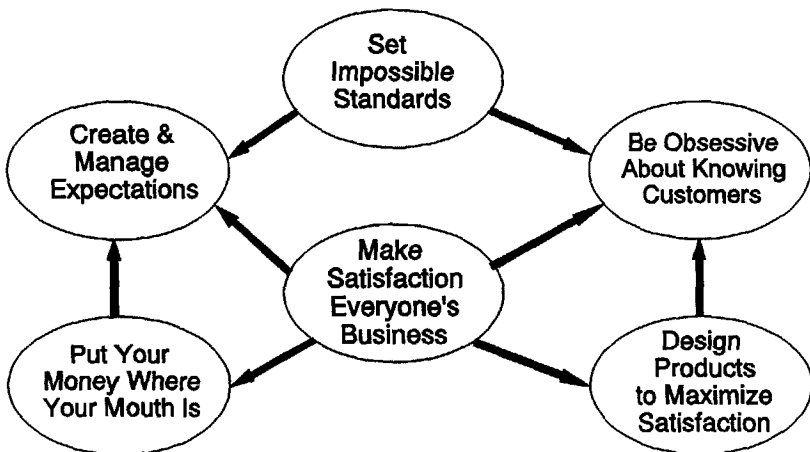 Set
Impossible
Standards
Create &
Manage
Expectations
Be Obsessive
About Knowing
Customers
Make
Satisfaction
Everyone's
Business
Put Your
Money Where
Your Mouth Is
Design
Products
to Maximize
Satisfaction